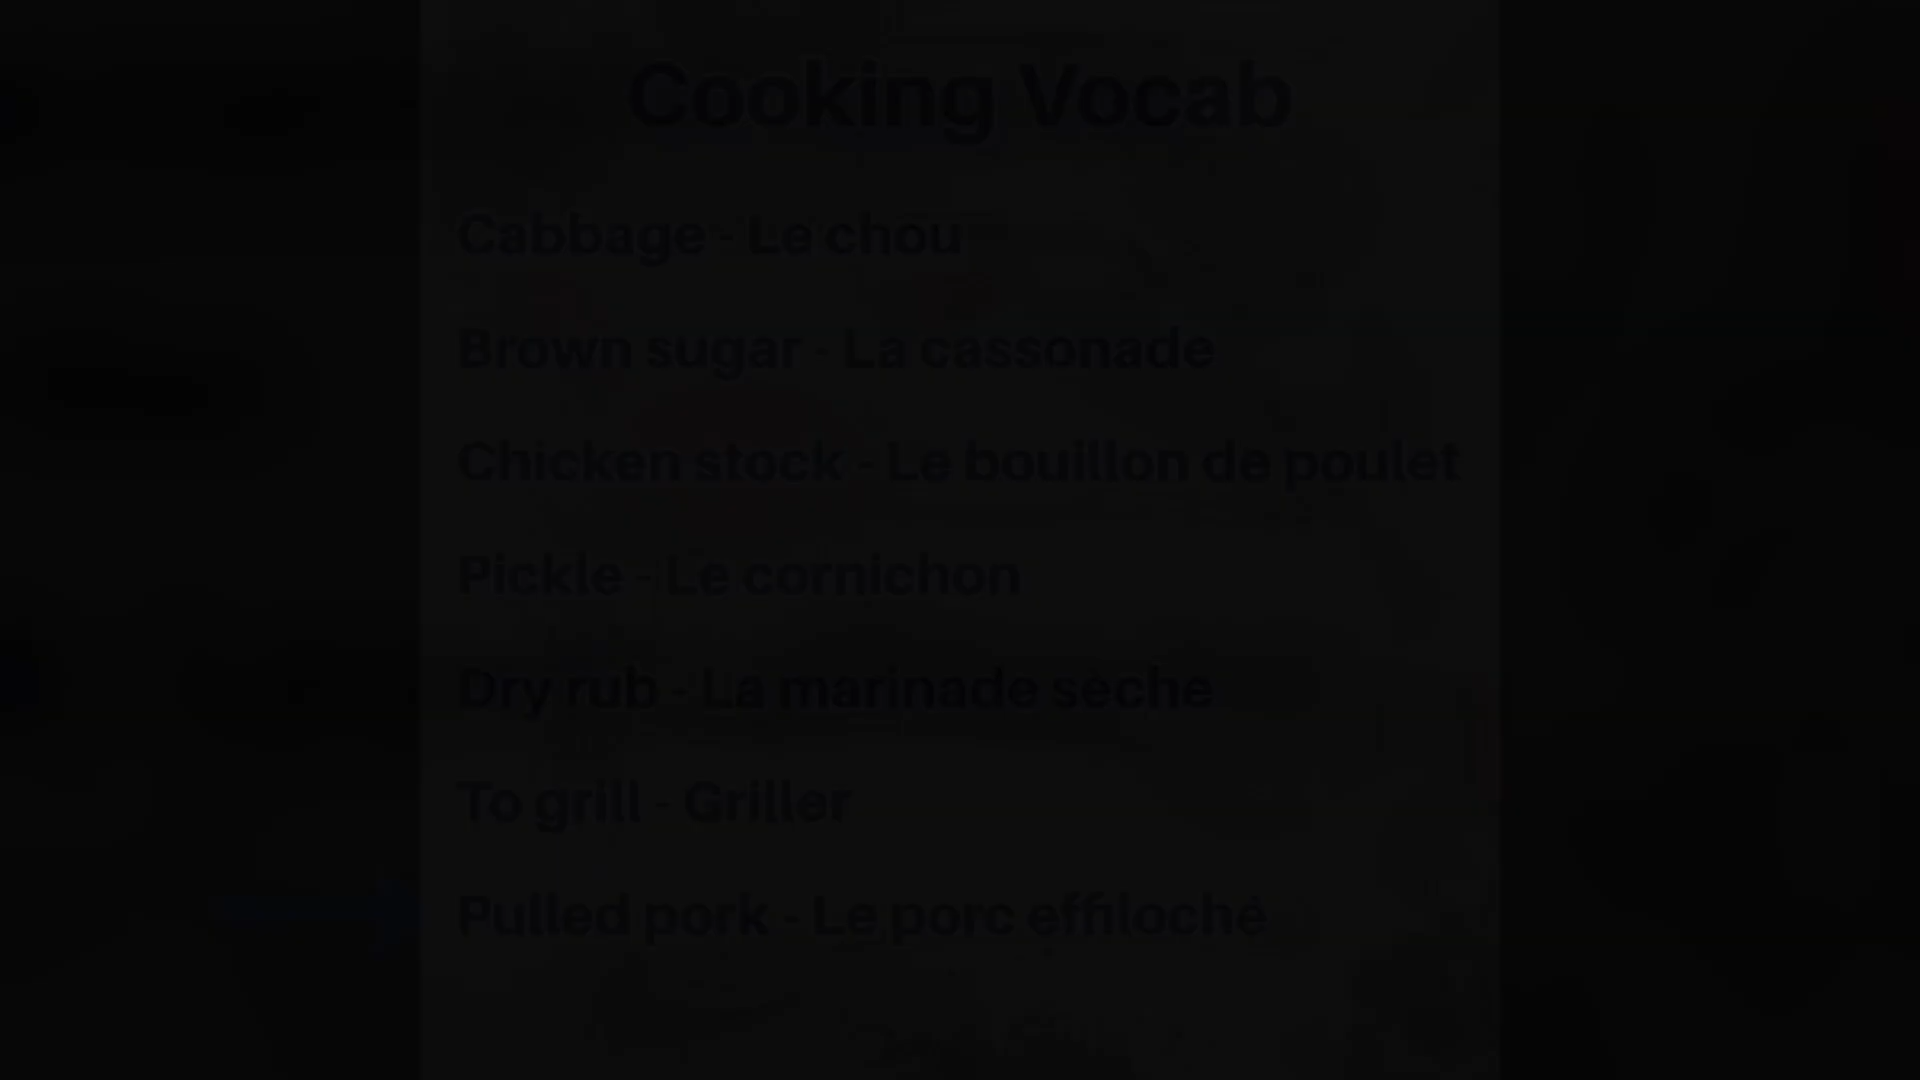 Cooking Vocab
Cabbage - Le chou
Brown sugar - La cassonade
Chicken stock - Le bouillon de poulet
Pickle - Le cornichon
Dry rub - La marinade sèche
To grill - Griller
Pulled pork - Le porc effiloché